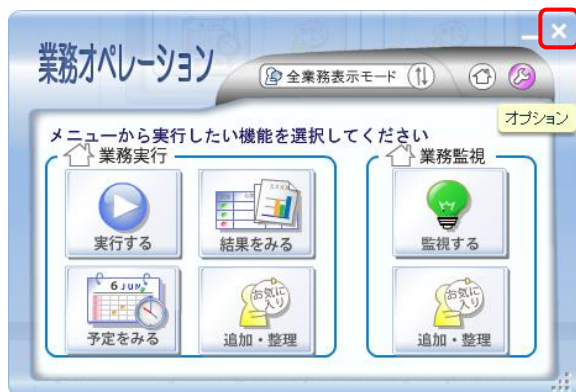 業務オペレーション
全業務表示モード
オプション
メニューから実行したい機能を選択してください
業務実行
業務監視
実行する
結果をみる
監視する
6 JUN
お気に入り
お気に入り
予定をみる
追加・整理
追加・整理